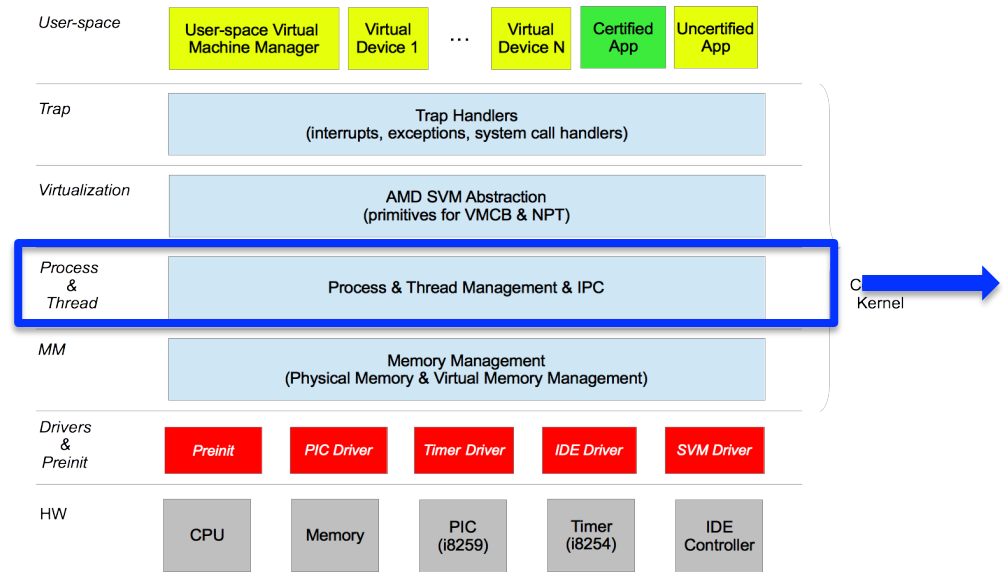 User-space
User-space Virtual
Machine Manager
Virtual
Device 1
...
Virtual
Device N
Certified
App
Uncertified
App
Trap
Trap Handlers
(interrupts, exceptions, system call handlers)
Virtualization
AMD SVM Abstraction
(primitives for VMCB & NPT)
Process
&
Thread
Process & Thread Management & IPC
Kernel
MM
Memory Management
(Physical Memory & Virtual Memory Management)
Drivers
&
Preinit
Preinit
PIC Driver
Timer Driver
IDE Driver
SVM Driver
HW
CPU
Memory
PIC
(i8259)
Timer
(i8254)
IDE
Controller